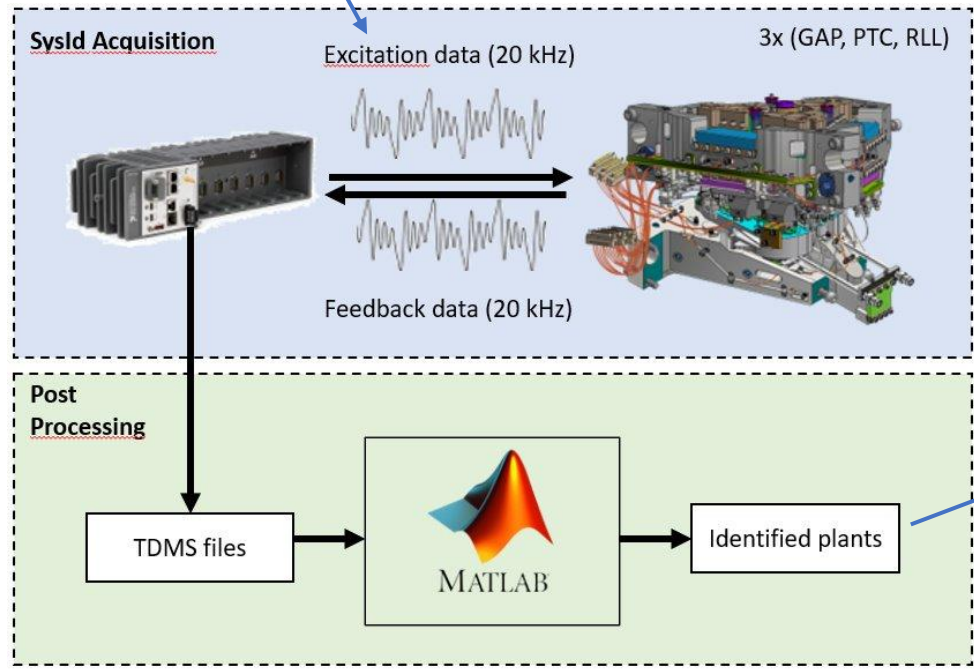 SysId Acquisition
Excitation data (20 kHz)
3x (GAP, PTC, RLL)
Feedback data (20 kHz)
Post
Processing
TDMS files
MATLAB
Identified plants